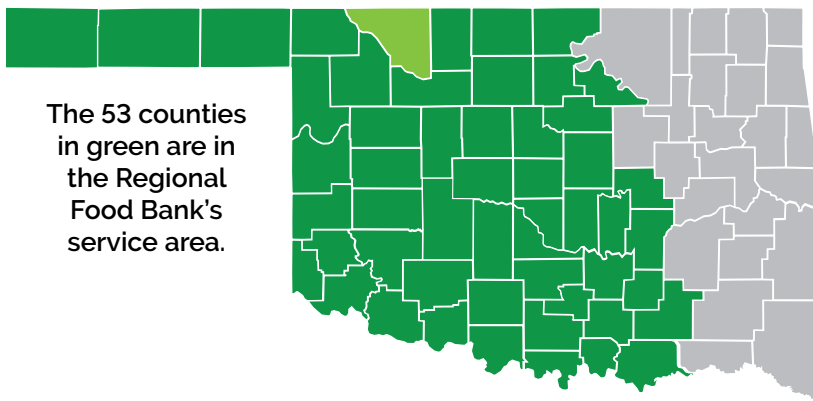 The 53 counties
in green are in
the Regional
Food Bank’s
service area.